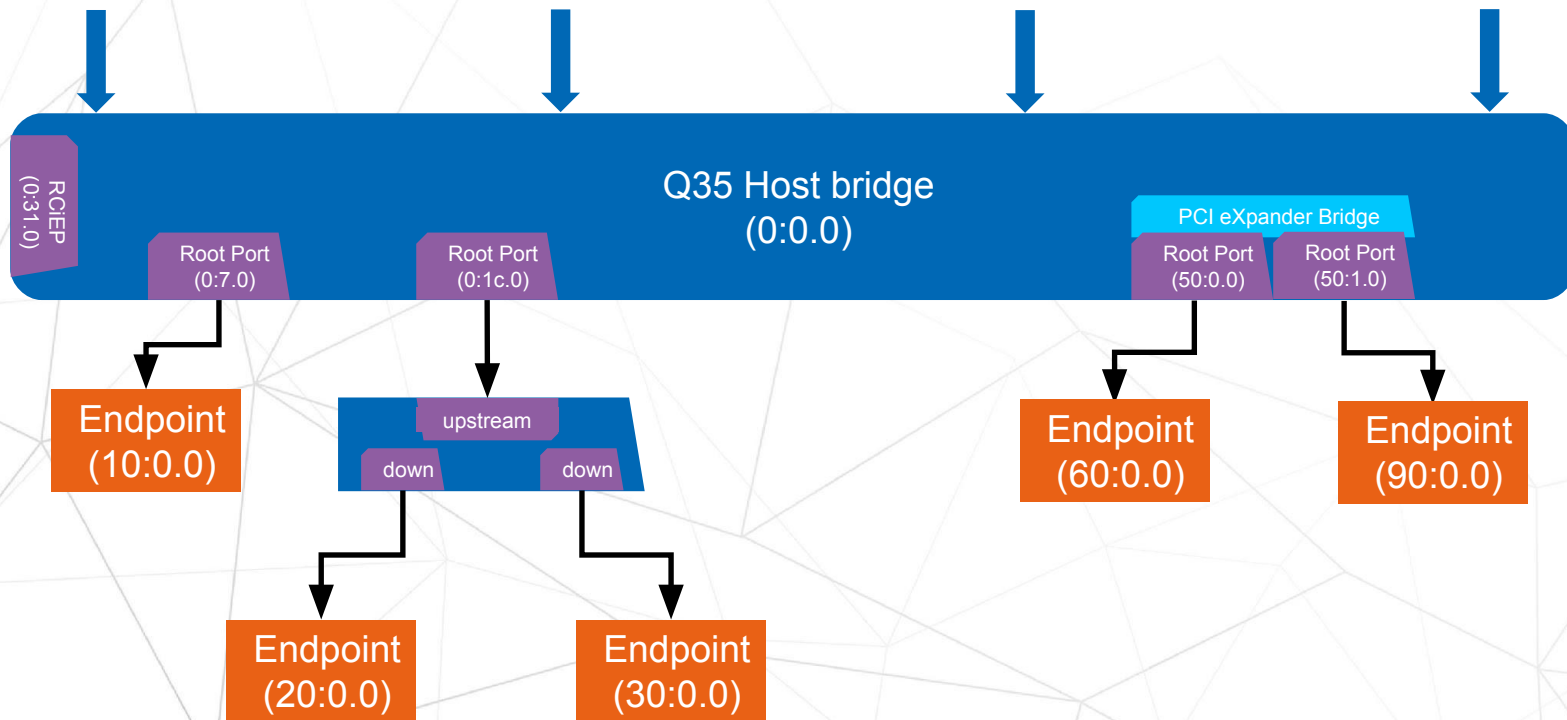 Q35 Host bridge
(0:0.0)
RCiEP
(0:31.0)
Root Port
(0:7.0)
Root Port
(0:1c.0)
PCI eXpander Bridge
Root Port
(50:0.0)
Root Port
(50:1.0)
Endpoint
(10:0.0)
upstream
down
down
Endpoint
(60:0.0)
Endpoint
(90:0.0)
Endpoint
(20:0.0)
Endpoint
(30:0.0)